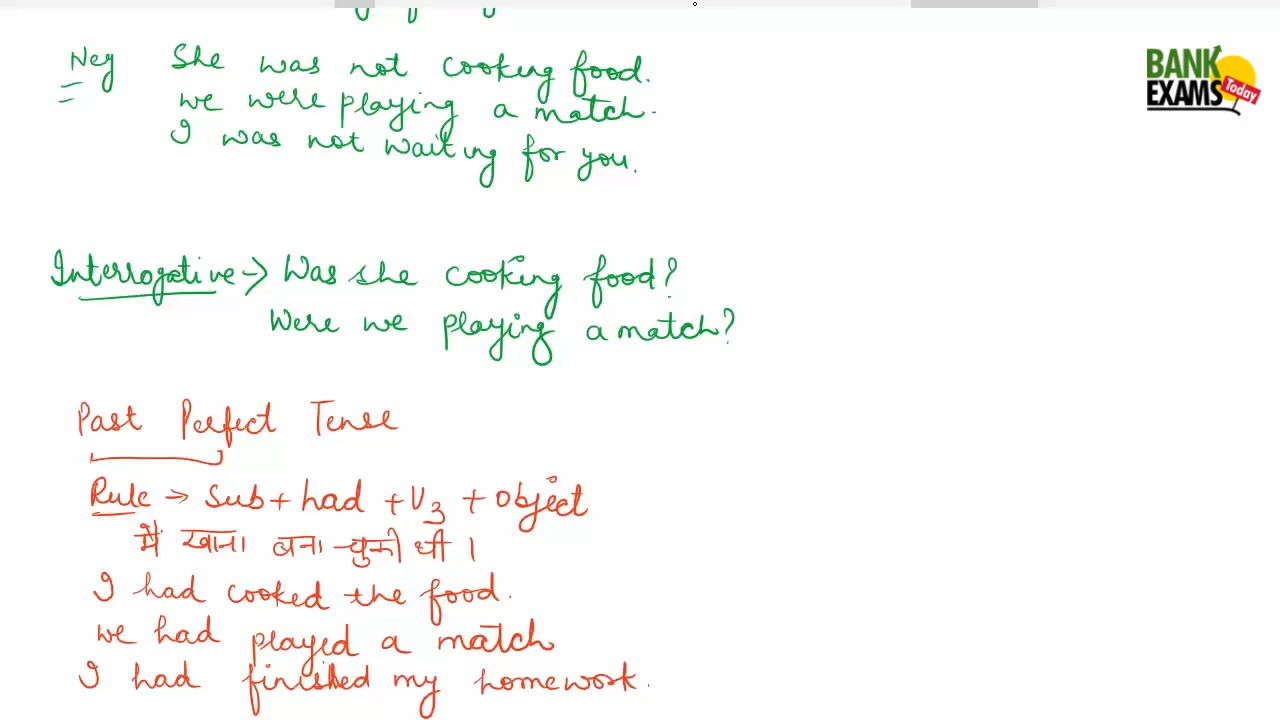 Neg She was not cooking food.
we were playing a match.
I was not waiting for you.
BANK
EXAMS Today
Interrogative → Was she cooking food?
Were we playing a match?
Past Perfect Tense
Rule → Sub + had + V3 + object
मैं खाना बना चुकी थी ।
I had cooked the food.
we had played a match
I had finished my homework.